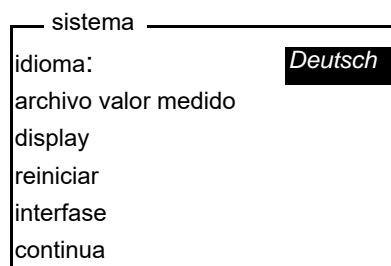 sistema
idioma: Deutsch
archivo valor medido
display
reiniciar
interfase
continua